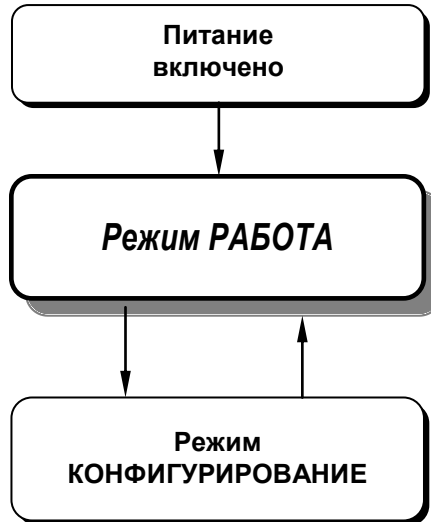 Питание
включено
Режим РАБОТА
Режим
КОНФИГУРИРОВАНИЕ